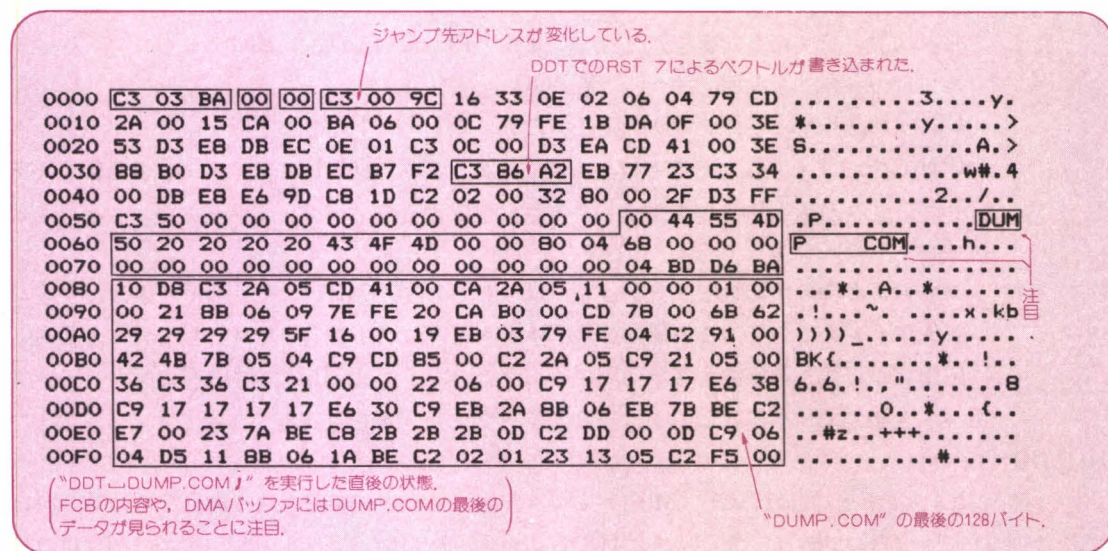 ジャンプ先アドレスが変化している.
DDTでのRST 7によるベクトルが書き込まれた.
0000 C3 03 BA 00 00 C3 00 9C 16 33 0E 02 06 04 79 CD .........3....y.
0010 2A 00 15 CA 00 BA 06 00 0C 79 FE 1B DA 0F 00 3E *........y.....>
0020 53 D3 E8 DB EC 0E 01 C3 0C 00 D3 EA CD 41 00 3E S............A.>
0030 88 B0 D3 E8 DB EC B7 F2 C3 86 A2 EB 77 23 C3 34 ............w#.4
0040 00 DB E8 E6 9D C8 1D C2 02 00 32 80 00 2F D3 FF ..........2../..
0050 C3 50 00 00 00 00 00 00 00 00 00 00 00 44 55 4D .P...........DUM
0060 50 20 20 20 20 43 4F 4D 00 00 80 04 68 00 00 00 P    COM....h...
0070 00 00 00 00 00 00 00 00 00 00 00 00 04 BD D6 BA ................
0080 10 D8 C3 2A 05 CD 41 00 CA 2A 05 11 00 00 01 00 ...*..A..*......
0090 00 21 8B 06 09 7E FE 20 CA B0 00 CD 78 00 6B 62 .!...~. ....x.kb
00A0 29 29 29 29 5F 16 00 19 EB 03 79 FE 04 C2 91 00 ))))_.....y.....
00B0 42 4B 7B 05 04 C9 CD 85 00 C2 2A 05 C9 21 05 00 BK{.......*..!..
00C0 36 C3 36 C3 21 00 00 22 06 00 C9 17 17 17 E6 38 6.6.!..".......8
00D0 C9 17 17 17 17 E6 30 C9 EB 2A 8B 06 EB 7B BE C2 ......0..*...{..
00E0 E7 00 23 7A BE C8 2B 2B 2B 0D C2 DD 00 0D C9 06 ..#z..+++.......
00F0 04 D5 11 8B 06 1A BE C2 02 01 23 13 05 C2 F5 00 ..........#.....
注目
"DDT␣DUMP.COM⤶" を実行した直後の状態.
FCBの内容や, DMAバッファにはDUMP.COMの最後の
データが見られることに注目.
"DUMP.COM" の最後の128バイト.